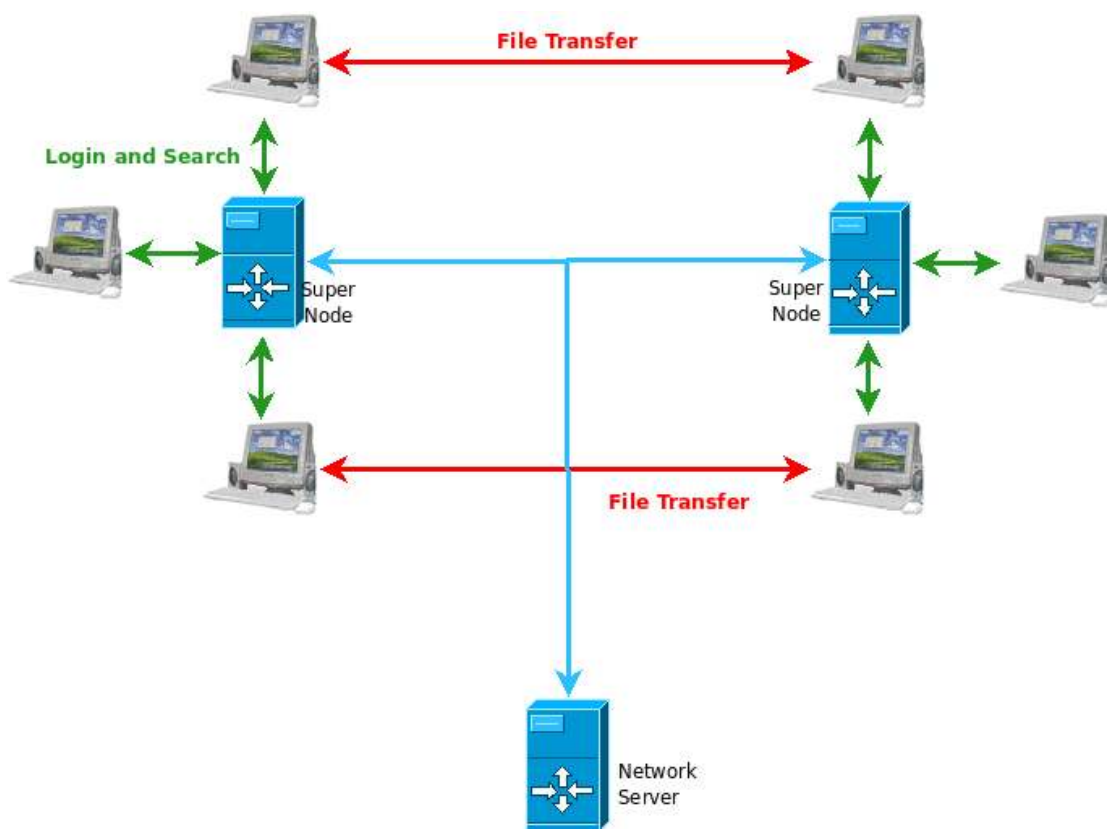 File Transfer
Login and Search
Super
Node
Super
Node
File Transfer
Network
Server